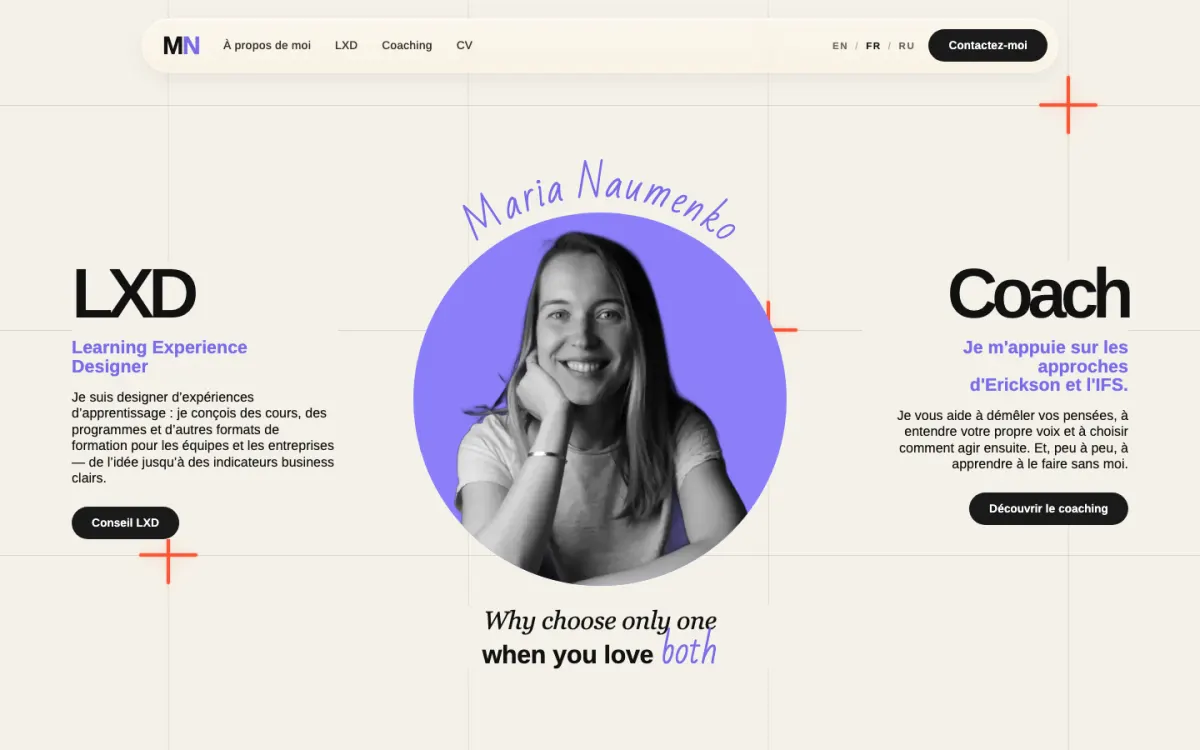 MN À propos de moi LXD Coaching CV EN / FR / RU Contactez-moi
Maria Naumenko
LXD
Learning Experience
Designer
Je suis designer d’expériences
d’apprentissage : je conçois des cours, des
programmes et d’autres formats de
formation pour les équipes et les entreprises
— de l’idée jusqu’à des indicateurs business
clairs.
Conseil LXD
Coach
Je m'appuie sur les
approches
d'Erickson et l'IFS.
Je vous aide à démêler vos pensées, à
entendre votre propre voix et à choisir
comment agir ensuite. Et, peu à peu, à
apprendre à le faire sans moi.
Découvrir le coaching
Why choose only one
when you love both